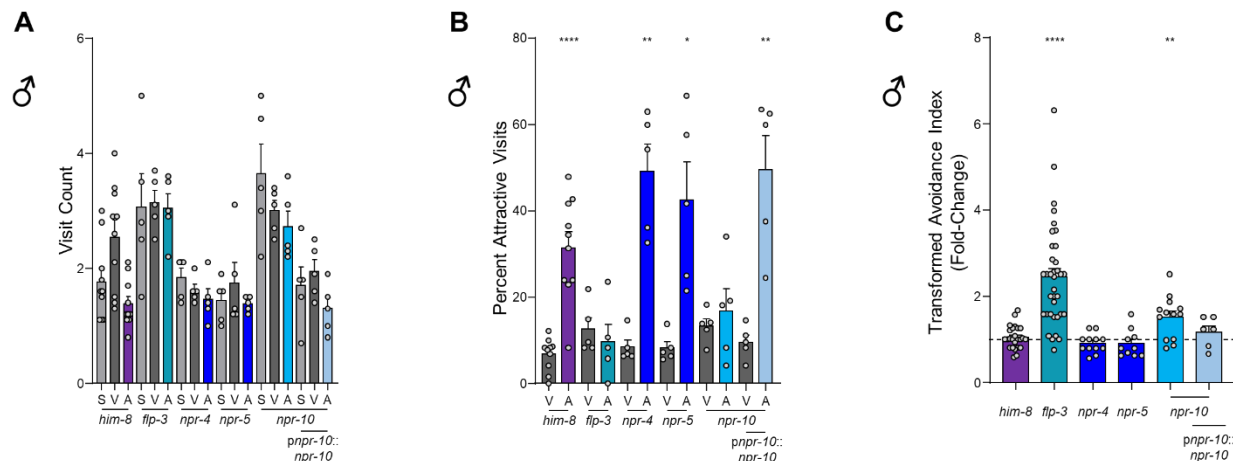 A
6
4
2
0
Visit Count
S V A S V A S V A S V A S V A S V A
him-8 flp-3 npr-4 npr-5 npr-10
pnpr-10::
npr-10
♂
B
80
60
40
20
0
Percent Attractive Visits
**** ** * **
V A V A V A V A V A V A
him-8 flp-3 npr-4 npr-5 npr-10
pnpr-10::
npr-10
♂
C
8
6
4
2
0
Transformed Avoidance Index
(Fold-Change)
**** **
him-8 flp-3 npr-4 npr-5 npr-10
pnpr-10::
npr-10
♂